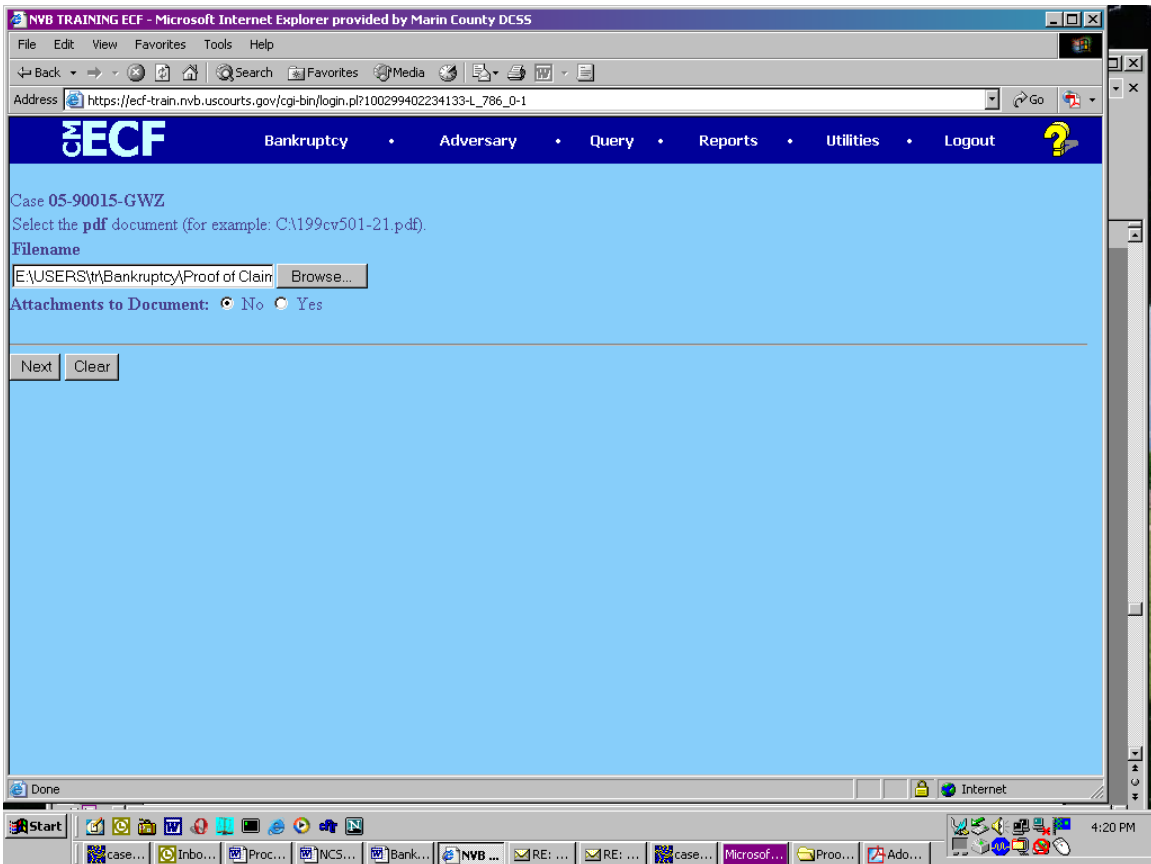 NVB TRAINING ECF - Microsoft Internet Explorer provided by Marin County DCSS
File Edit View Favorites Tools Help
Back Search Favorites Media
Address https://ecf-train.nvb.uscourts.gov/cgi-bin/login.pl?100299402234133-L_786_0-1 Go
CM ECF Bankruptcy • Adversary • Query • Reports • Utilities • Logout ?
Case 05-90015-GWZ
Select the pdf document (for example: C:\199cv501-21.pdf).
Filename
E:\USERS\tr\Bankruptcy\Proof of Claim Browse...
Attachments to Document: No Yes
Next Clear
Done Internet
Start 4:20 PM
case... Inbo... Proc... NCS... Bank... NVB ... RE: ... RE: ... case... Microsof... Proo... Ado...